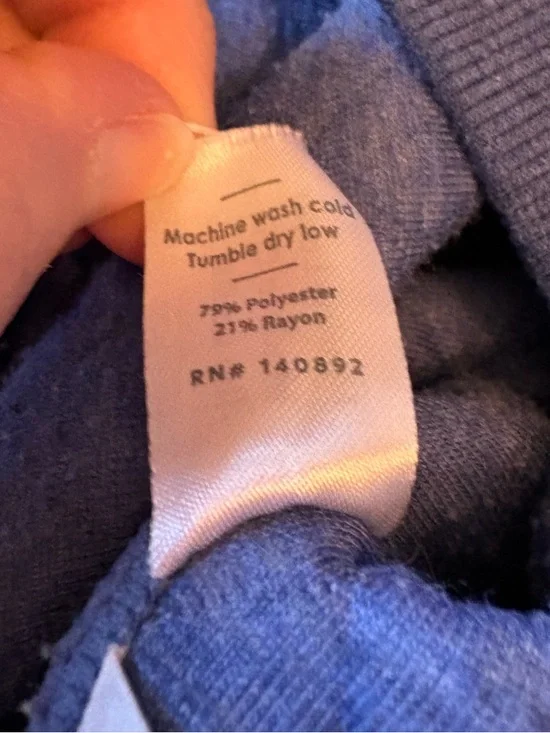 Machine wash cold
Tumble dry low
79% Polyester
21% Rayon
RN# 140892